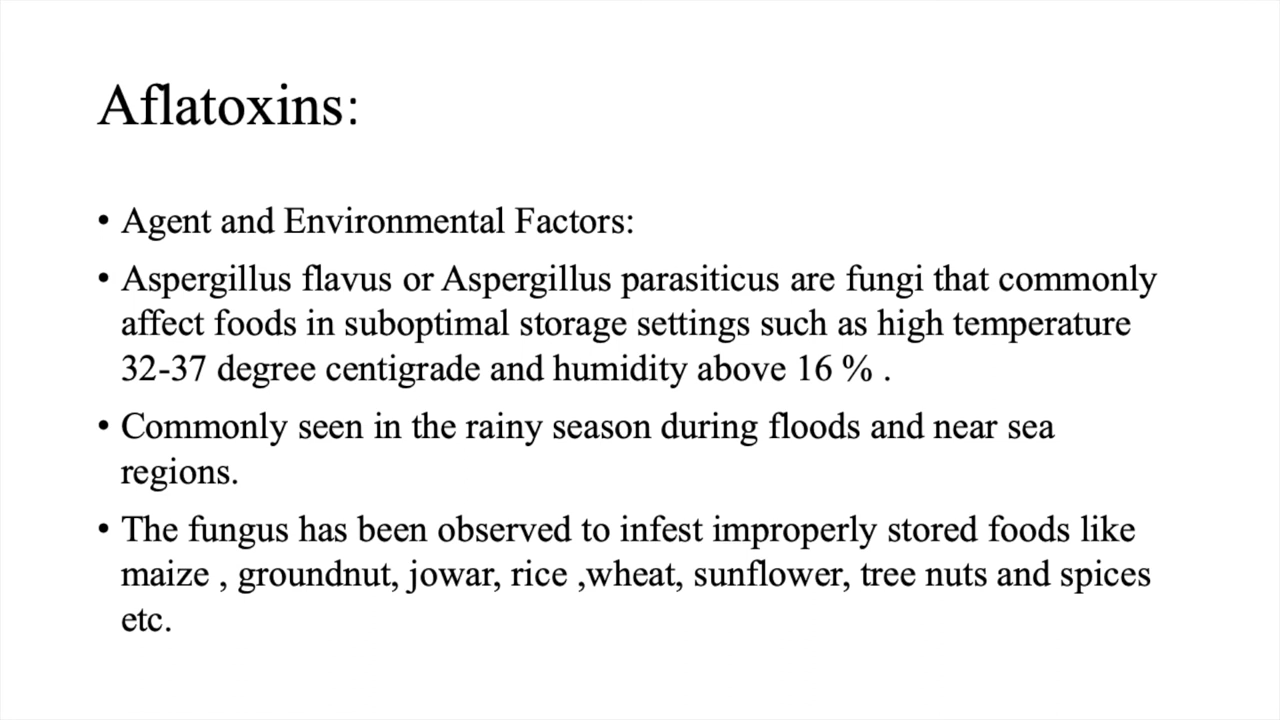 Aflatoxins:
• Agent and Environmental Factors:
• Aspergillus flavus or Aspergillus parasiticus are fungi that commonly
affect foods in suboptimal storage settings such as high temperature
32-37 degree centigrade and humidity above 16 % .
• Commonly seen in the rainy season during floods and near sea
regions.
• The fungus has been observed to infest improperly stored foods like
maize , groundnut, jowar, rice ,wheat, sunflower, tree nuts and spices
etc.